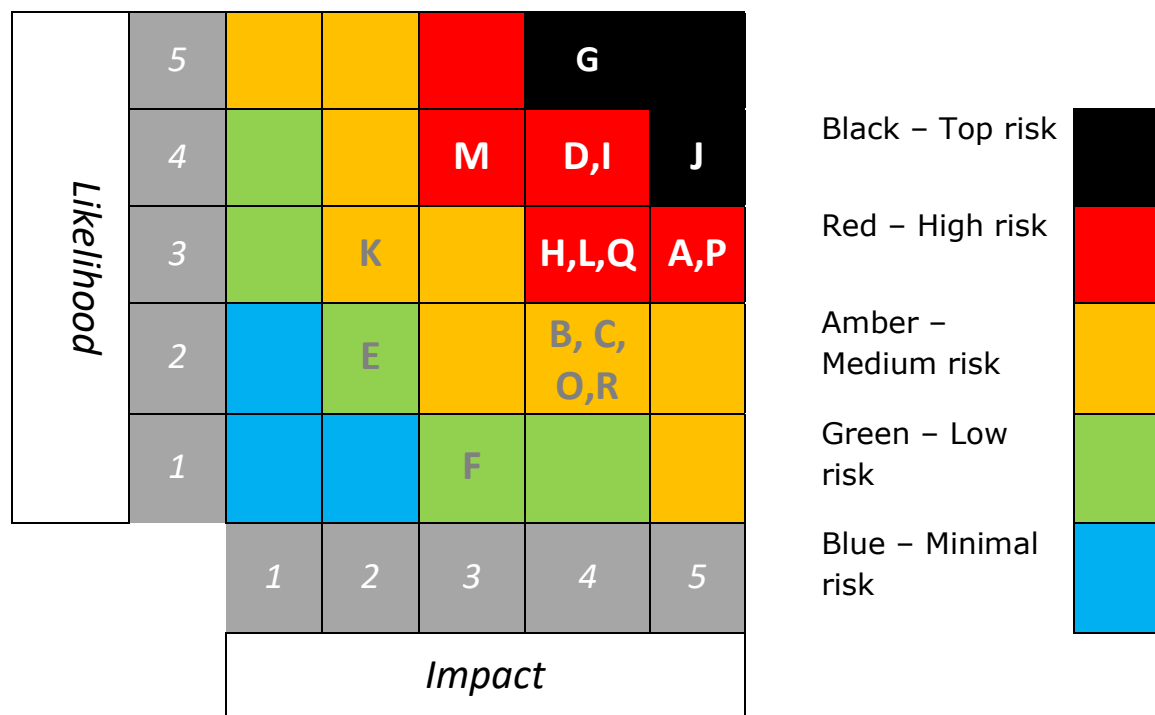 Likelihood
5
G
4
M
D,I
J
3
K
H,L,Q
A,P
2
E
B, C,
O,R
1
F
1
2
3
4
5
Impact
Black – Top risk
Red – High risk
Amber –
Medium risk
Green – Low
risk
Blue – Minimal
risk